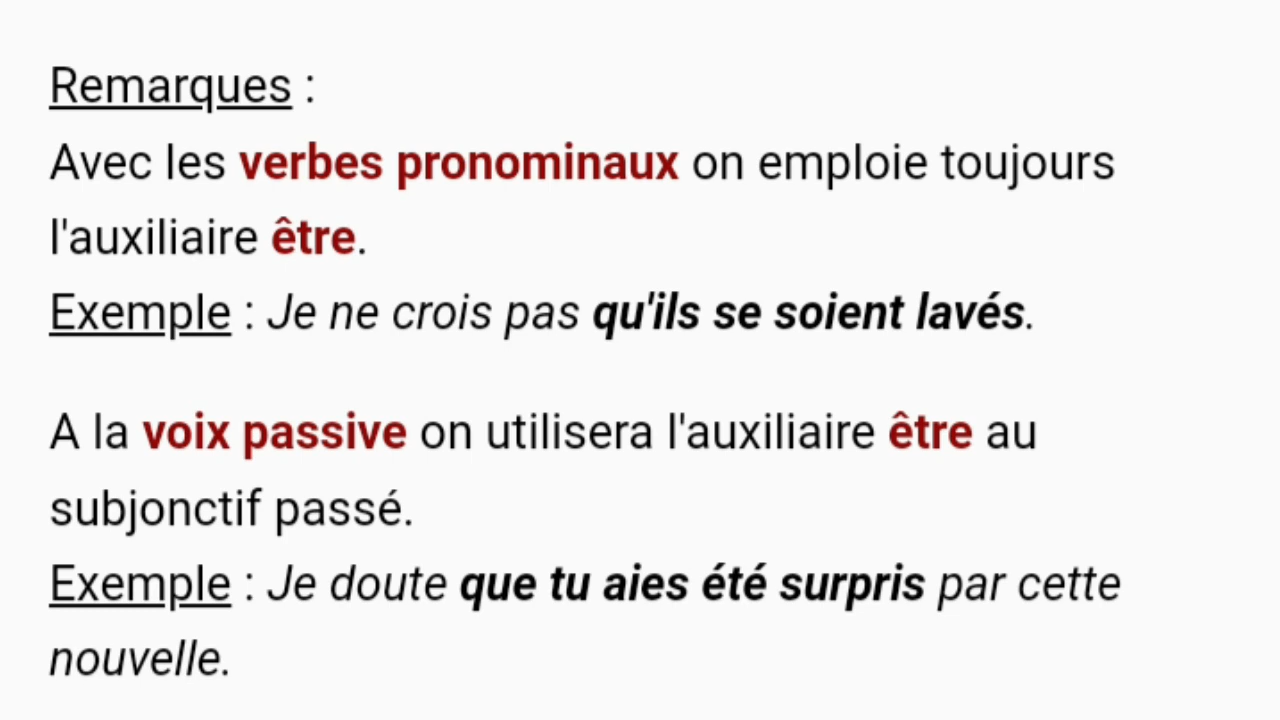 Remarques :
Avec les verbes pronominaux on emploie toujours
l'auxiliaire être.
Exemple : Je ne crois pas qu'ils se soient lavés.
A la voix passive on utilisera l'auxiliaire être au
subjonctif passé.
Exemple : Je doute que tu aies été surpris par cette
nouvelle.